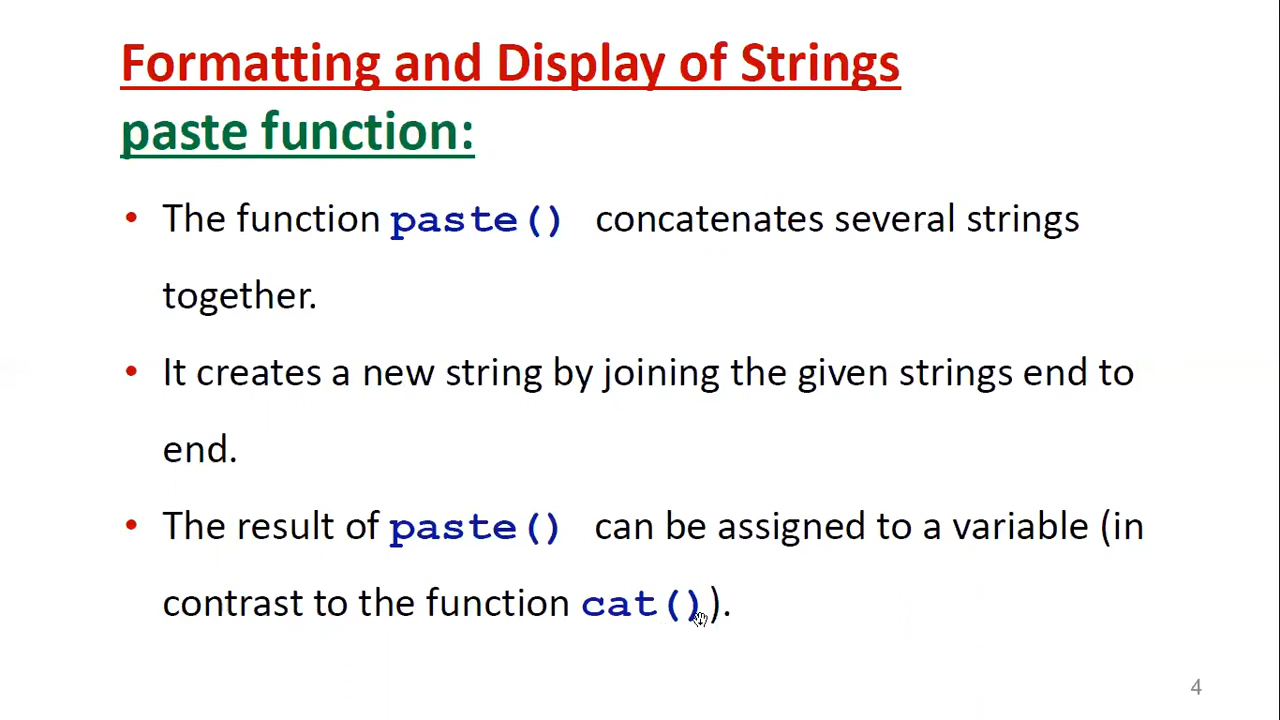 Formatting and Display of Strings
paste function:
• The function paste() concatenates several strings
together.
• It creates a new string by joining the given strings end to
end.
• The result of paste() can be assigned to a variable (in
contrast to the function cat()).
4